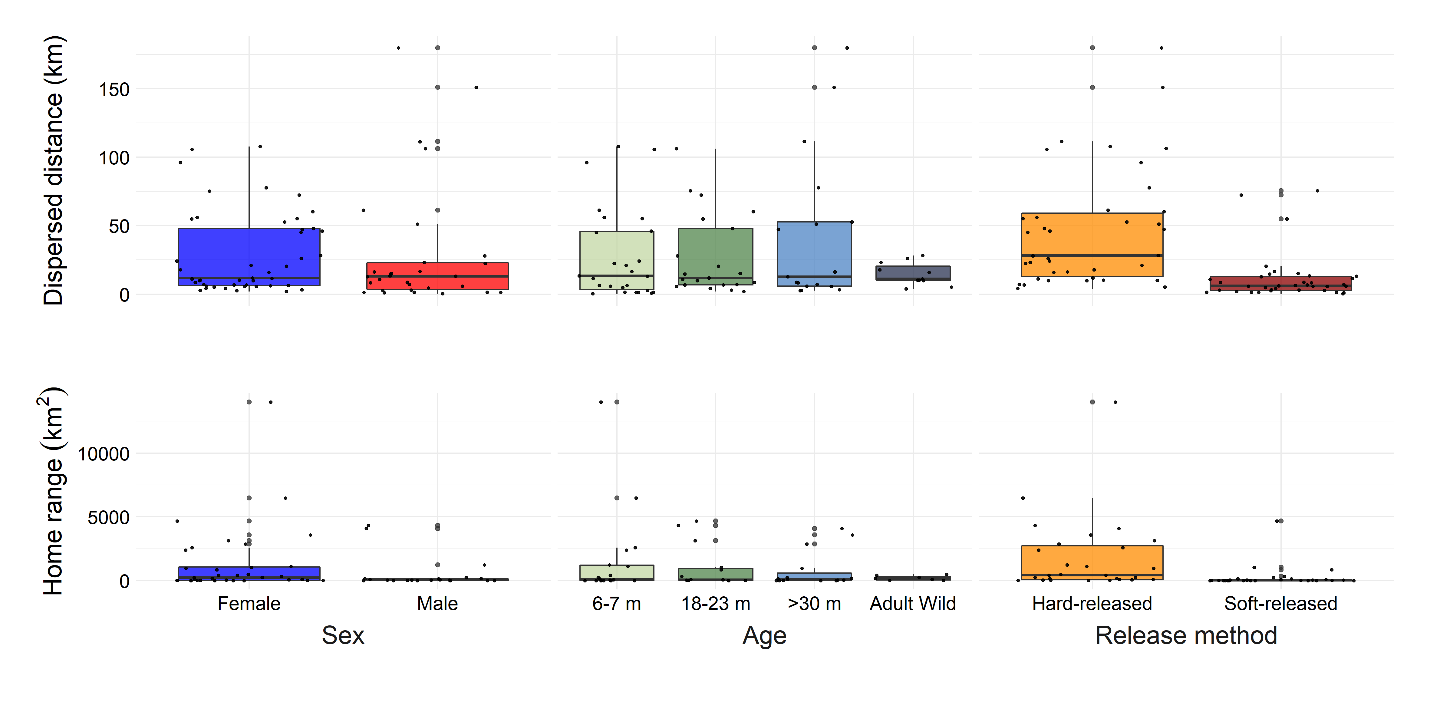 Dispersed distance (km)
150
100
50
0
Home range (km²)
10000
5000
0
Female Male 6-7 m 18-23 m >30 m Adult Wild Hard-released Soft-released
Sex Age Release method